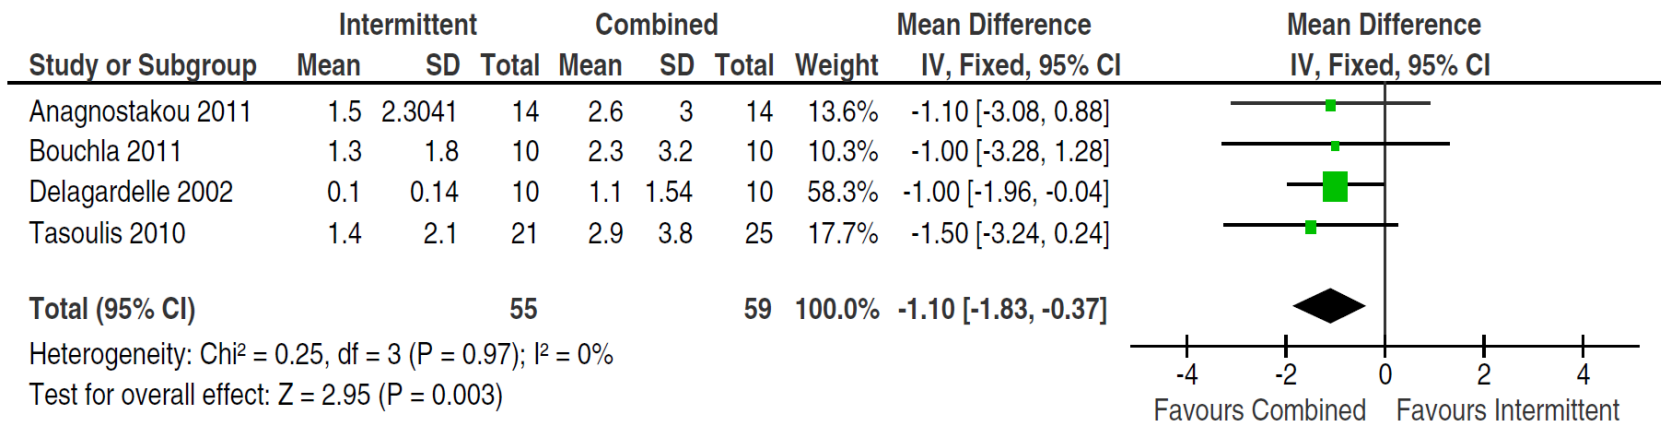 Intermittent Combined Mean Difference Mean Difference
Study or Subgroup Mean SD Total Mean SD Total Weight IV, Fixed, 95% CI IV, Fixed, 95% CI
Anagnostakou 2011 1.5 2.3041 14 2.6 3 14 13.6% -1.10 [-3.08, 0.88]
Bouchla 2011 1.3 1.8 10 2.3 3.2 10 10.3% -1.00 [-3.28, 1.28]
Delagardelle 2002 0.1 0.14 10 1.1 1.54 10 58.3% -1.00 [-1.96, -0.04]
Tasoulis 2010 1.4 2.1 21 2.9 3.8 25 17.7% -1.50 [-3.24, 0.24]
Total (95% CI) 55 59 100.0% -1.10 [-1.83, -0.37]
Heterogeneity: Chi² = 0.25, df = 3 (P = 0.97); I² = 0%
Test for overall effect: Z = 2.95 (P = 0.003)
-4 -2 0 2 4
Favours Combined Favours Intermittent